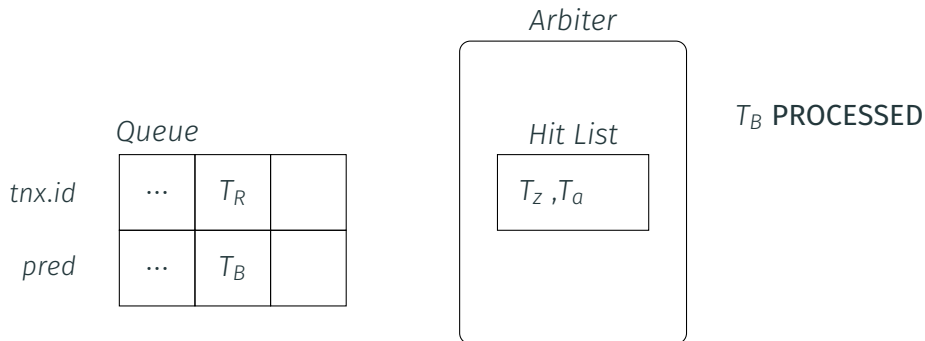 Arbiter
T_B PROCESSED
Queue
Hit List
tnx.id ... T_R
T_z ,T_a
pred ... T_B